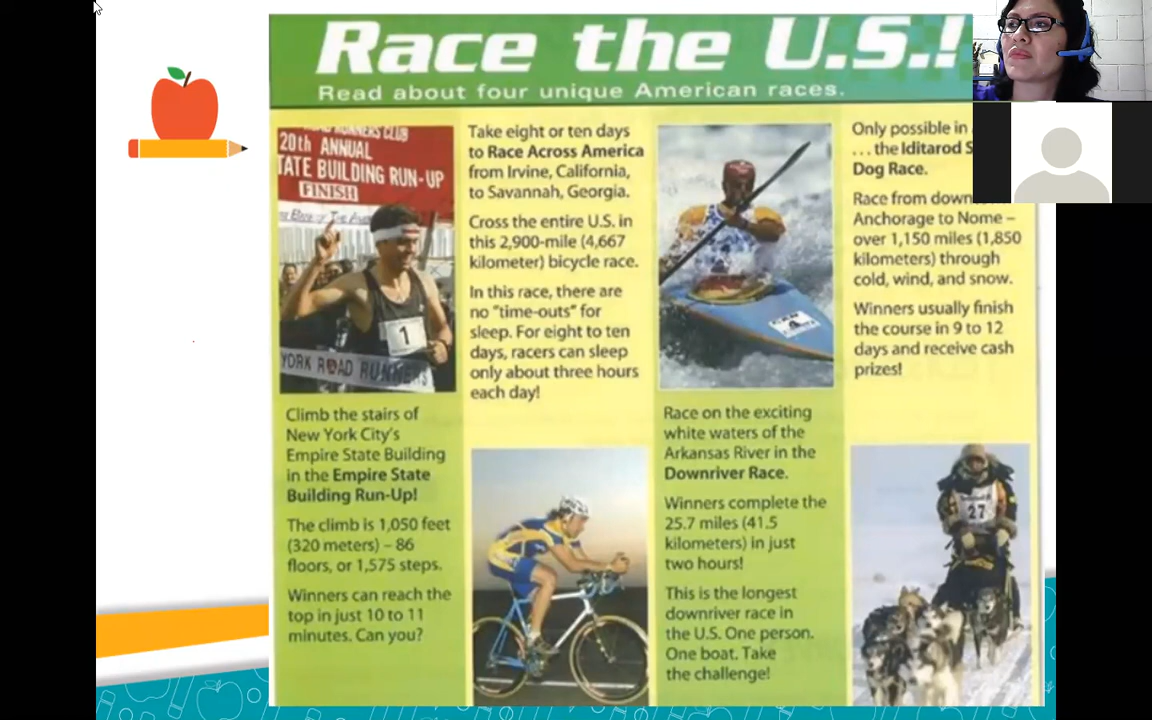 Race the U.S.!
Read about four unique American races.
20th ANNUAL
TATE BUILDING RUN-UP
FINISH
1
YORK ROAD RUNNERS
Climb the stairs of
New York City's
Empire State Building
in the Empire State
Building Run-Up!
The climb is 1,050 feet
(320 meters) – 86
floors, or 1,575 steps.
Winners can reach the
top in just 10 to 11
minutes. Can you?
Take eight or ten days
to Race Across America
from Irvine, California,
to Savannah, Georgia.
Cross the entire U.S. in
this 2,900-mile (4,667
kilometer) bicycle race.
In this race, there are
no "time-outs" for
sleep. For eight to ten
days, racers can sleep
only about three hours
each day!
Race on the exciting
white waters of the
Arkansas River in the
Downriver Race.
Winners complete the
25.7 miles (41.5
kilometers) in just
two hours!
This is the longest
downriver race in
the U.S. One person.
One boat. Take
the challenge!
Only possible in
. . . the Iditarod S
Dog Race.
Race from down
Anchorage to Nome –
over 1,150 miles (1,850
kilometers) through
cold, wind, and snow.
Winners usually finish
the course in 9 to 12
days and receive cash
prizes!
27